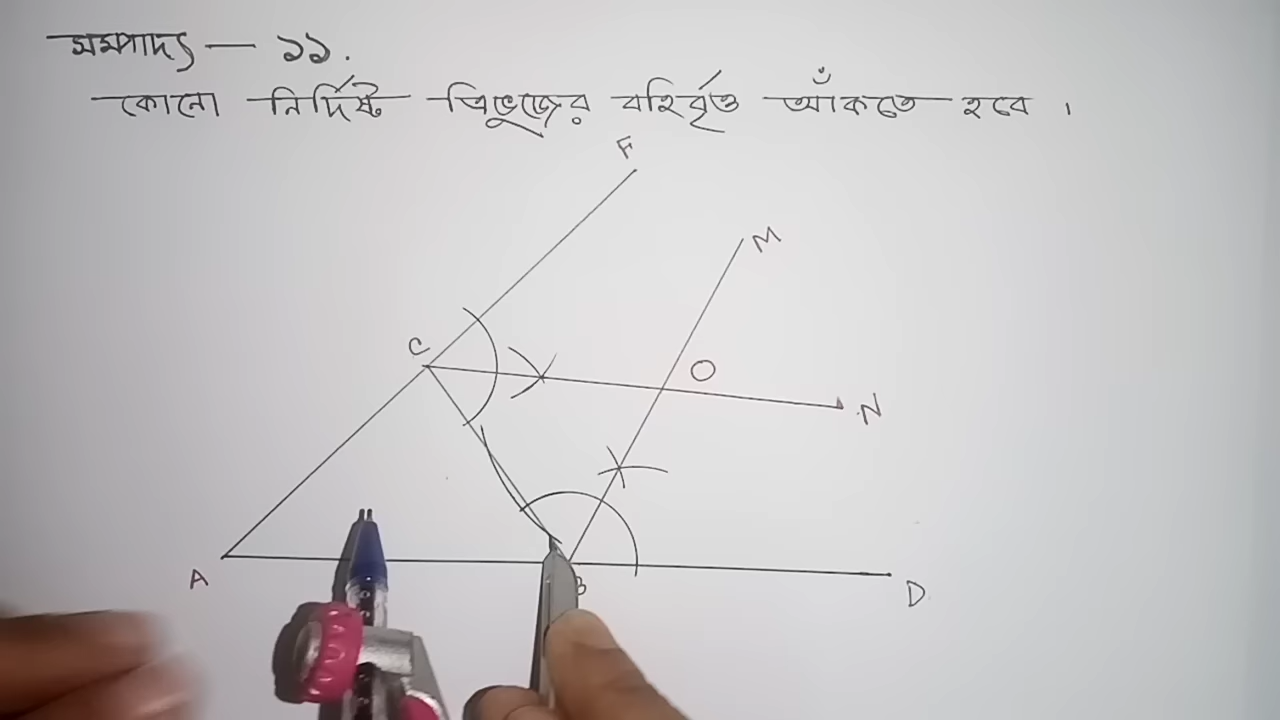 সম্পাদ্য — ১১.
কোনো নির্দিষ্ট ত্রিভুজের বহির্বৃত্ত আঁকতে হবে ।
F
M
C
O
N
A
B
D